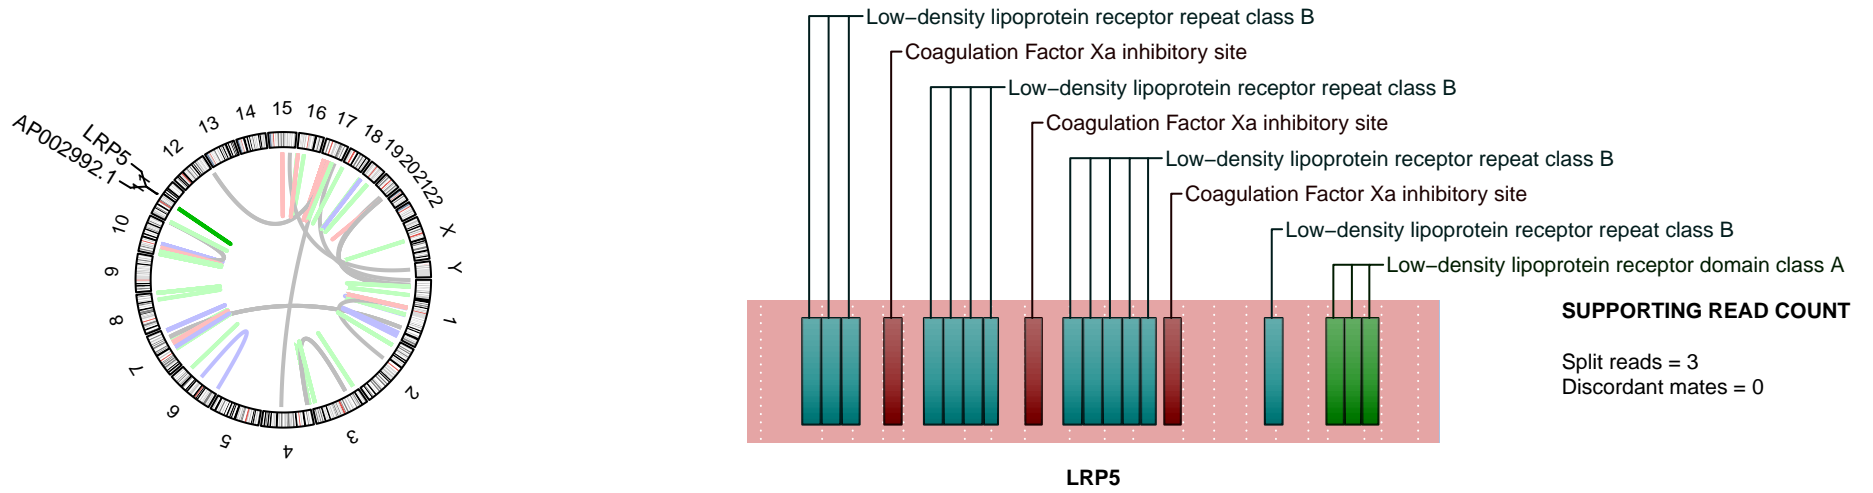 Low−density lipoprotein receptor repeat class B
Coagulation Factor Xa inhibitory site
Low−density lipoprotein receptor repeat class B
Coagulation Factor Xa inhibitory site
Low−density lipoprotein receptor repeat class B
Coagulation Factor Xa inhibitory site
Low−density lipoprotein receptor repeat class B
Low−density lipoprotein receptor domain class A
SUPPORTING READ COUNT
Split reads = 3
Discordant mates = 0
LRP5
LRP5
AP002992.1
1
2
3
4
5
6
7
8
9
10
12
13
14
15
16
17
18
19
20
21
22
X
Y